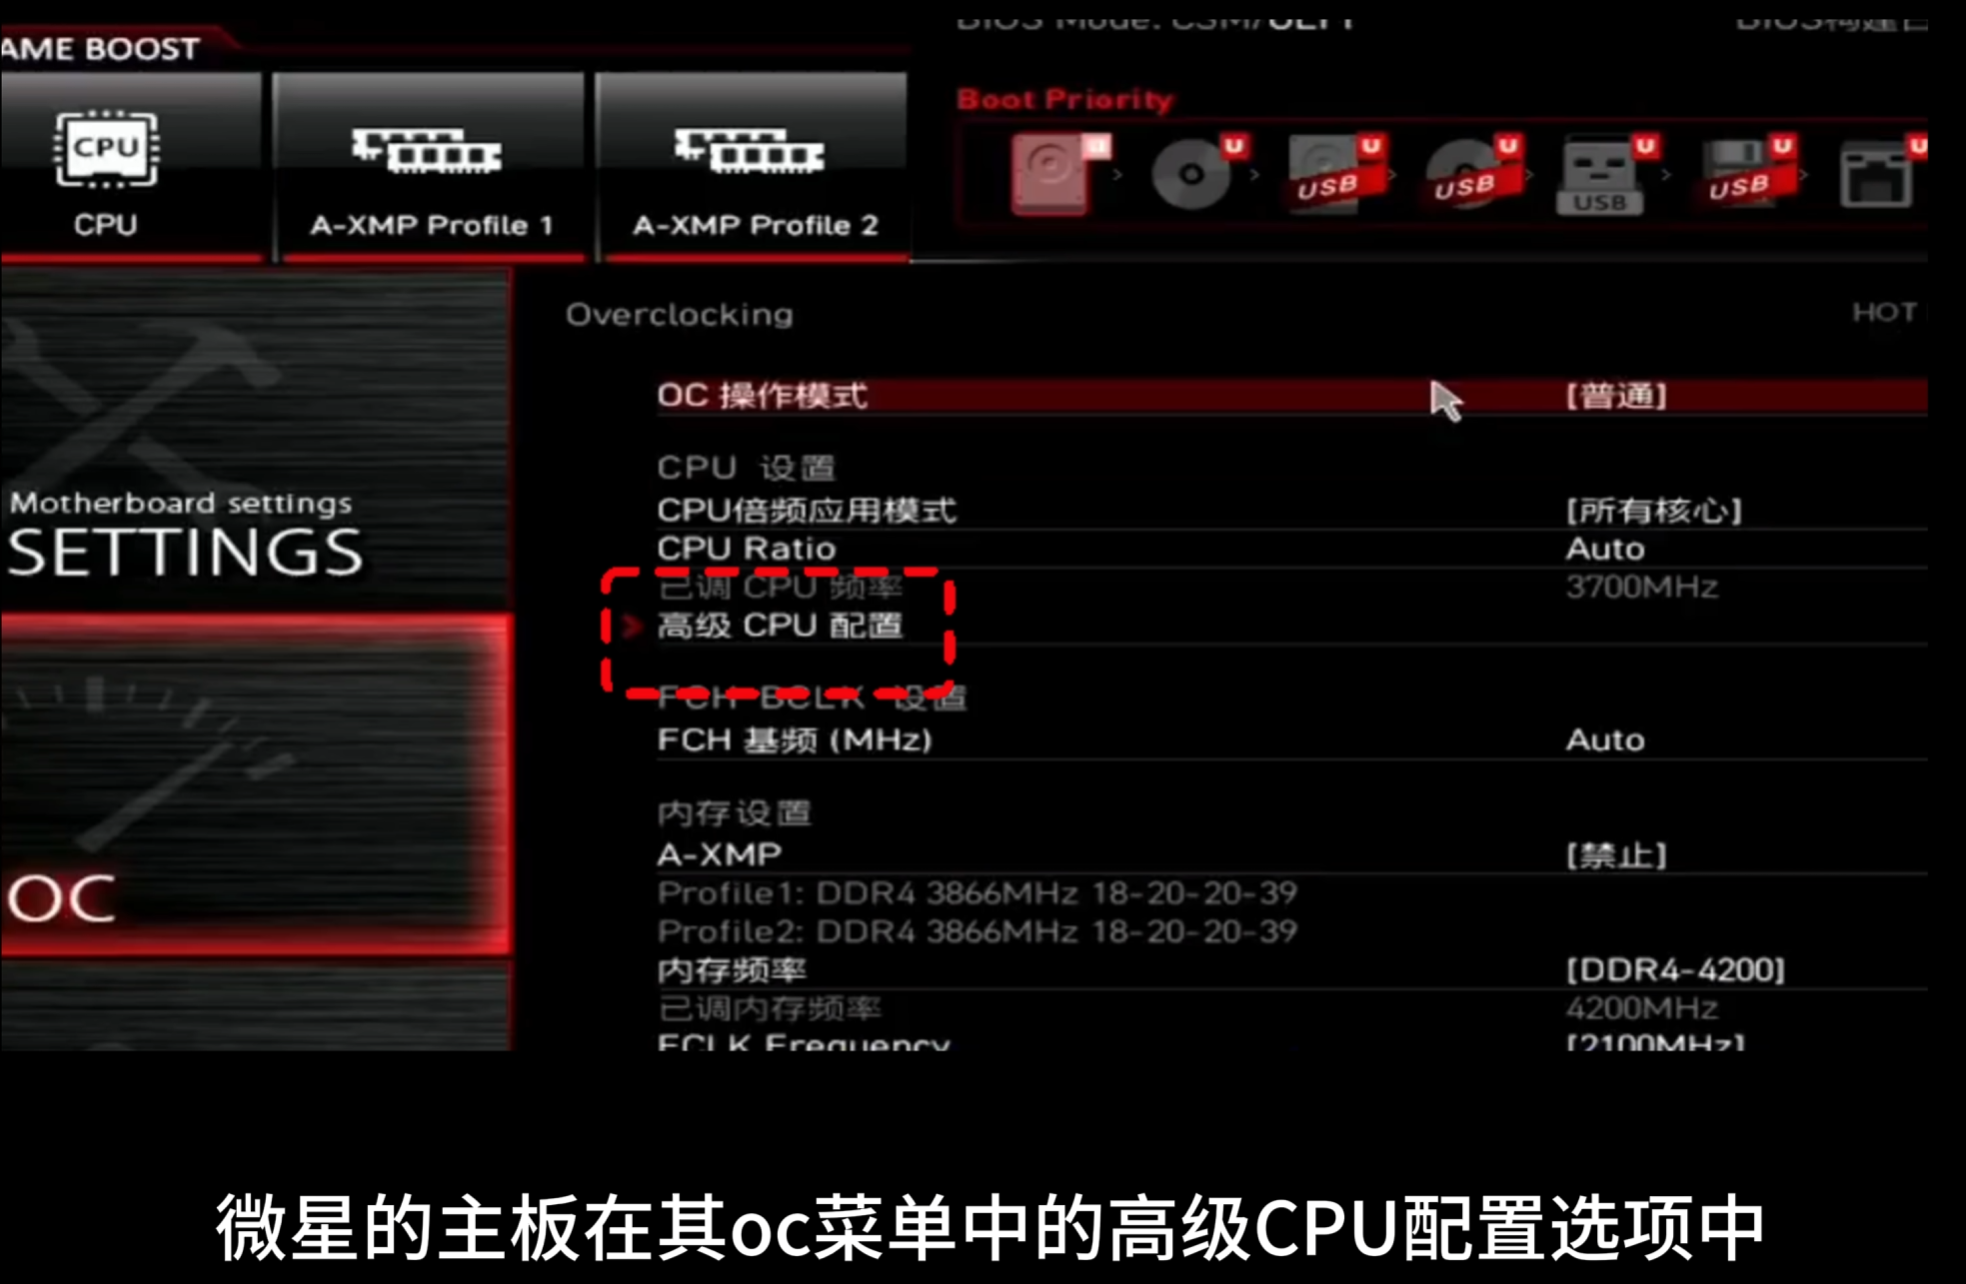 AME BOOST
BIOS Mode: CSM/UEFI
Boot Priority
CPU
CPU
A-XMP Profile 1
A-XMP Profile 2
U
U
USB
U
USB
U
USB
U
USB
U
U
Overclocking
HOT
OC 操作模式 [普通]
CPU 设置
CPU倍频应用模式 [所有核心]
CPU Ratio Auto
已调 CPU 频率 3700MHz
> 高级 CPU 配置
FCH BCLK 设置
FCH 基频 (MHz) Auto
内存设置
A-XMP [禁止]
Profile1: DDR4 3866MHz 18-20-20-39
Profile2: DDR4 3866MHz 18-20-20-39
内存频率 [DDR4-4200]
已调内存频率 4200MHz
FCLK Frequency [2100MHz]
Motherboard settings
SETTINGS
OC
微星的主板在其oc菜单中的高级CPU配置选项中